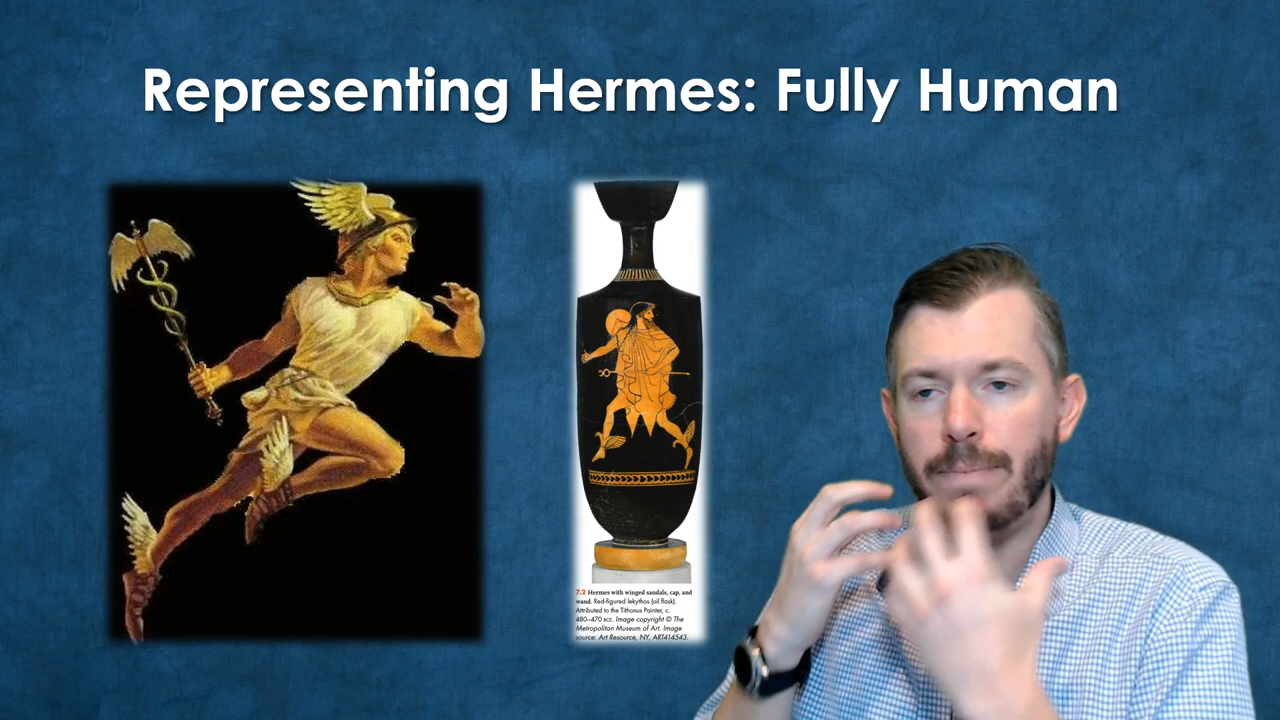 Representing Hermes: Fully Human
7.2 Hermes with winged sandals, cap, and
wand. Red-figured lekythos (oil flask).
Attributed to the Tithonus Painter, c.
480–470 BCE. Image copyright © The
Metropolitan Museum of Art. Image
source: Art Resource, NY, ART414543.